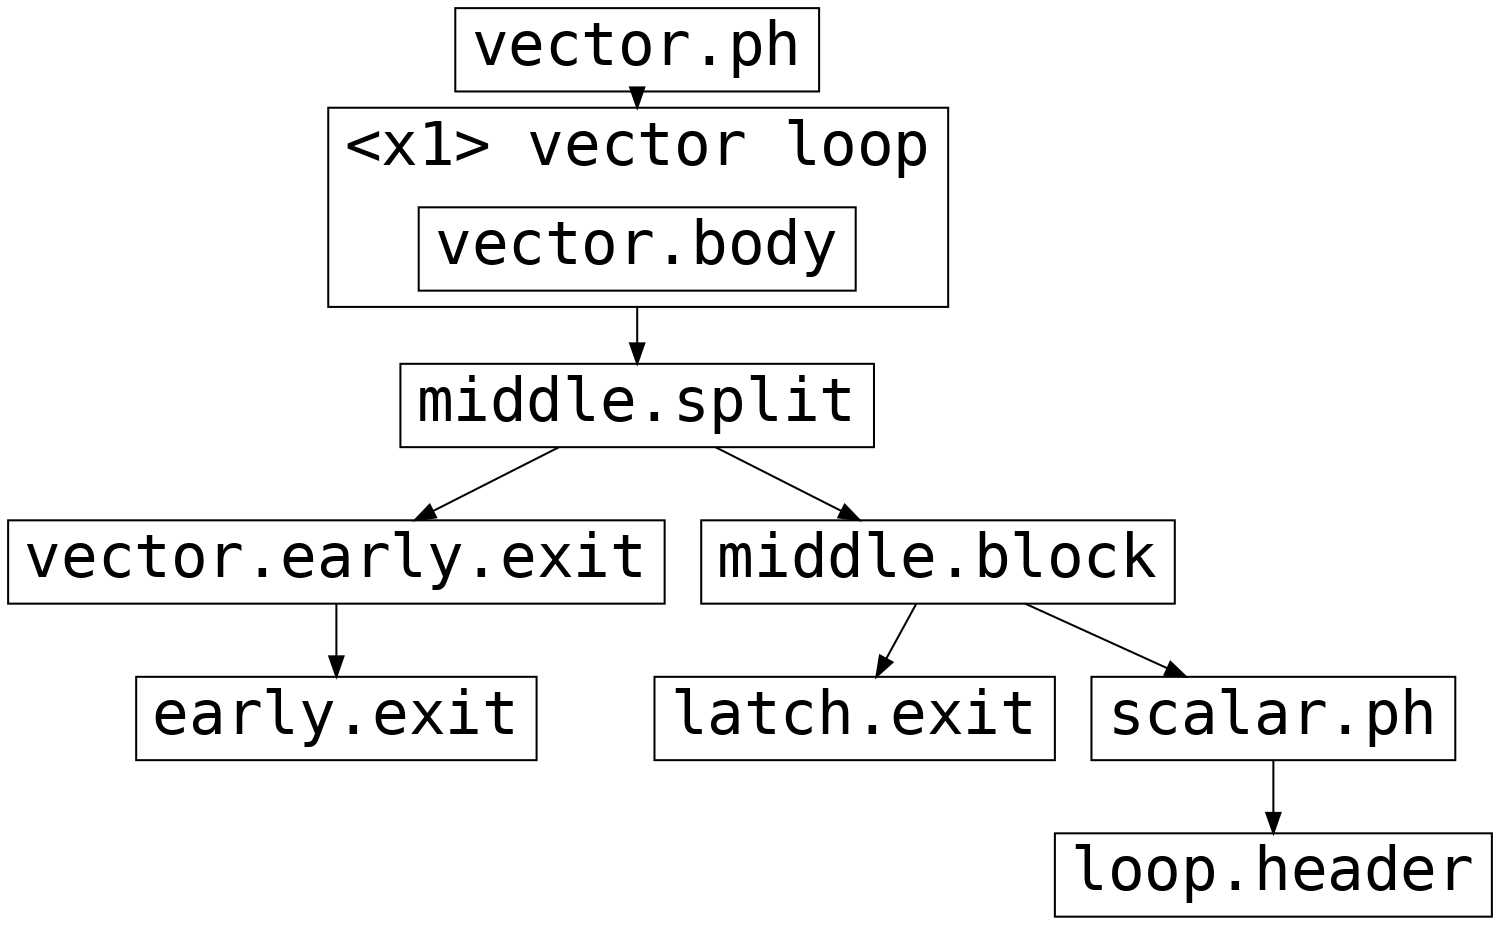 vector.ph
<x1> vector loop
vector.body
middle.split
vector.early.exit
middle.block
early.exit
latch.exit
scalar.ph
loop.header